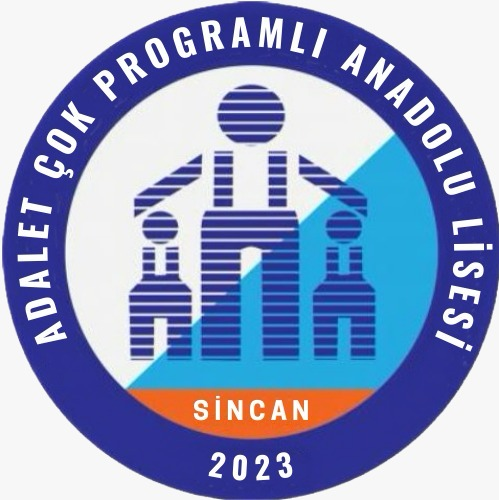 ADALET ÇOK PROGRAMLI ANADOLU LİSESİ
SİNCAN
2023